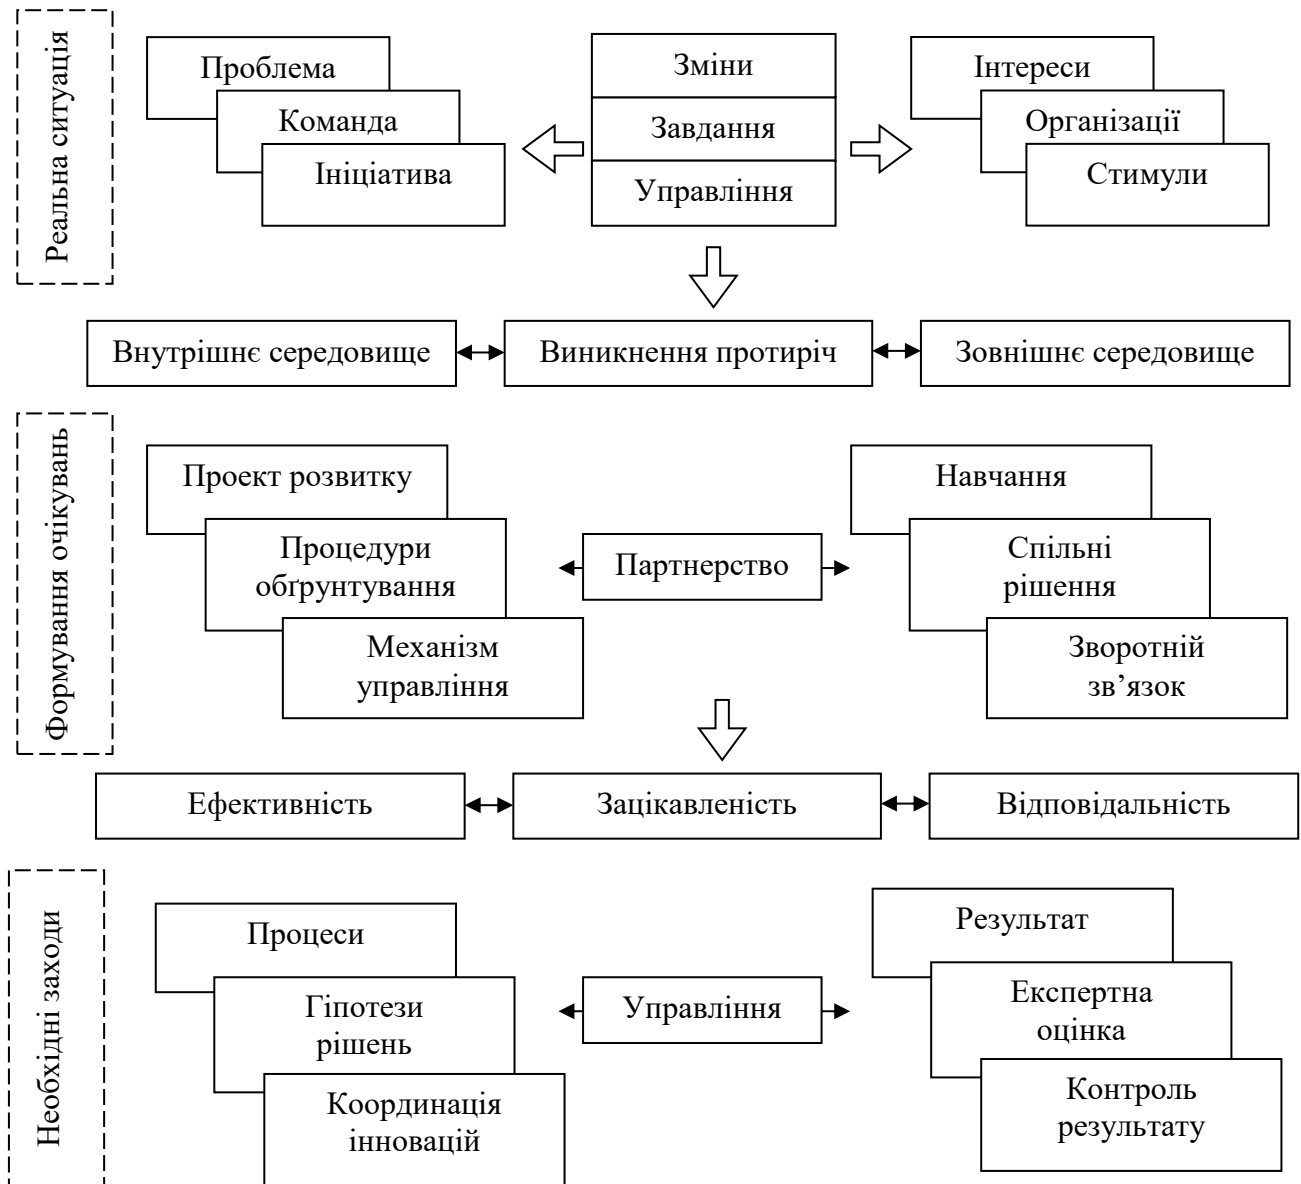 Реальна ситуація
Проблема
Команда
Ініціатива
Зміни
Завдання
Управління
Інтереси
Організації
Стимули
Внутрішнє середовище
Виникнення протиріч
Зовнішнє середовище
Формування очікувань
Проект розвитку
Процедури
обґрунтування
Механізм
управління
Партнерство
Навчання
Спільні
рішення
Зворотній
зв’язок
Ефективність
Зацікавленість
Відповідальність
Необхідні заходи
Процеси
Гіпотези
рішень
Координація
інновацій
Управління
Результат
Експертна
оцінка
Контроль
результату